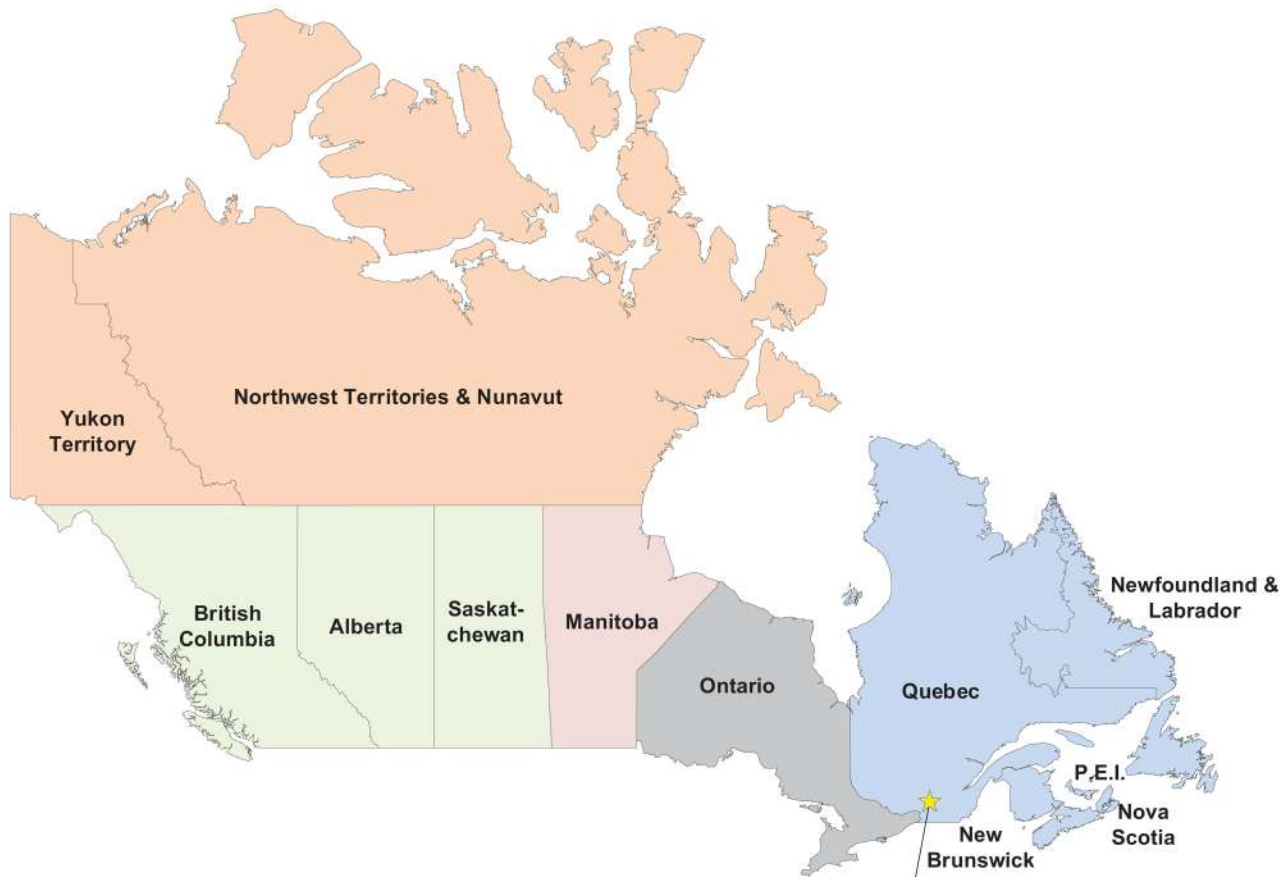 Northwest Territories & Nunavut
Yukon
Territory
British
Columbia
Alberta
Saskat-
chewan
Manitoba
Ontario
Quebec
Newfoundland &
Labrador
P.E.I.
Nova
Scotia
New
Brunswick